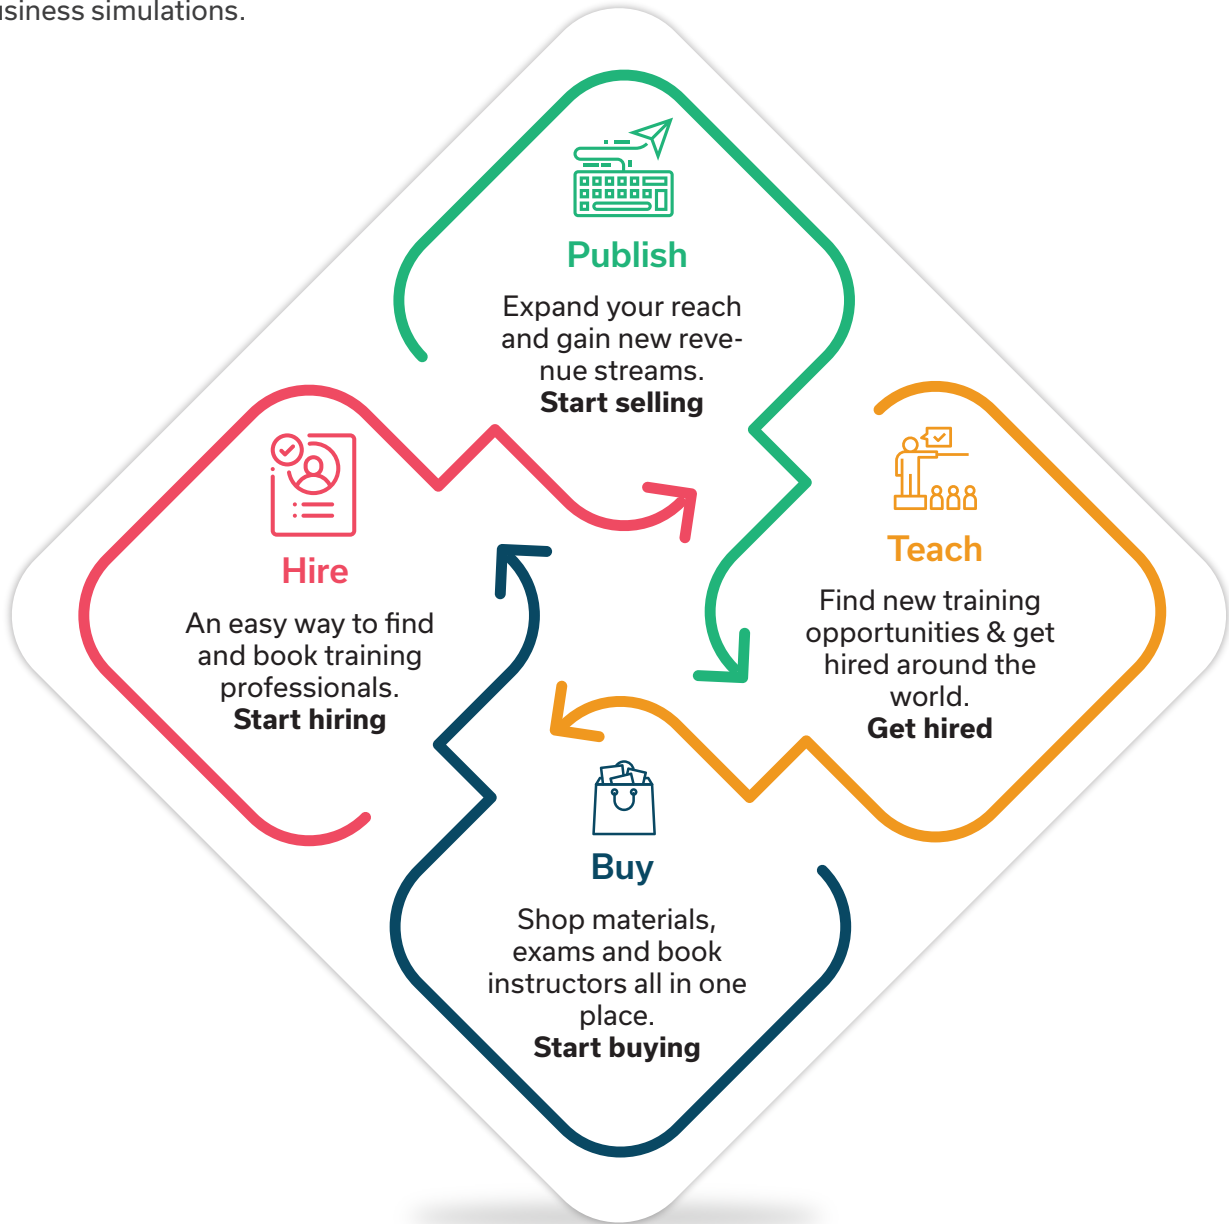 business simulations.
Publish
Expand your reach
and gain new reve-
nue streams.
Start selling
Hire
An easy way to find
and book training
professionals.
Start hiring
Teach
Find new training
opportunities & get
hired around the
world.
Get hired
Buy
Shop materials,
exams and book
instructors all in one
place.
Start buying